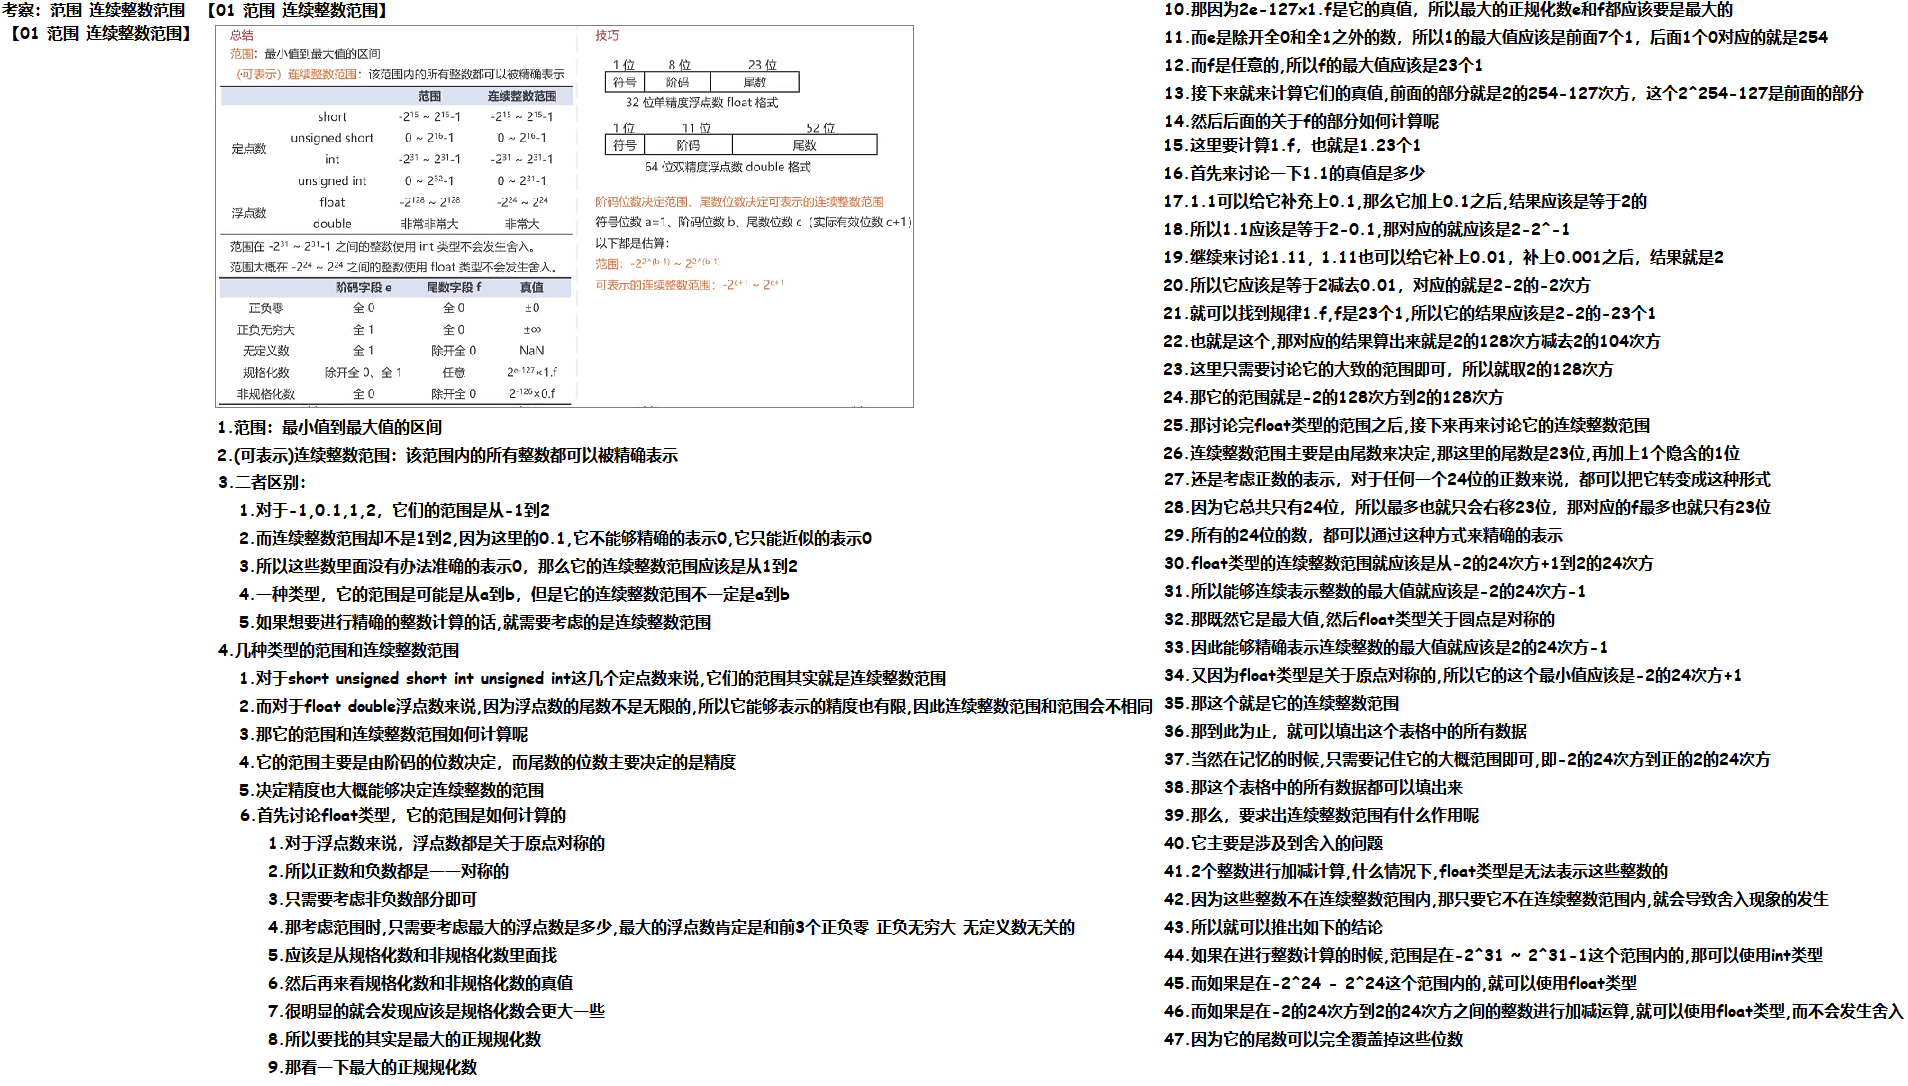 考察：范围 连续整数范围 【01 范围 连续整数范围】
【01 范围 连续整数范围】
总结
范围：最小值到最大值的区间
（可表示）连续整数范围：该范围内的所有整数都可以被精确表示
范围 连续整数范围
定点数
short -2¹⁵ ~ 2¹⁵-1 -2¹⁵ ~ 2¹⁵-1
unsigned short 0 ~ 2¹⁶-1 0 ~ 2¹⁶-1
int -2³¹ ~ 2³¹-1 -2³¹ ~ 2³¹-1
unsigned int 0 ~ 2³²-1 0 ~ 2³¹-1
浮点数
float -2¹²⁸ ~ 2¹²⁸ -2²⁴ ~ 2²⁴
double 非常非常大 非常大
范围在 -2³¹ ~ 2³¹-1 之间的整数使用 int 类型不会发生舍入。
范围大概在 -2²⁴ ~ 2²⁴ 之间的整数使用 float 类型不会发生舍入。
阶码字段 e 尾数字段 f 真值
正负零 全 0 全 0 ±0
正负无穷大 全 1 全 0 ±∞
无定义数 全 1 除开全 0 NaN
规格化数 除开全 0、全 1 任意 2ᵉ⁻¹²⁷×1.f
非规格化数 全 0 除开全 0 2⁻¹²⁶×0.f
技巧
1 位 8 位 23 位
符号 阶码 尾数
32 位单精度浮点数 float 格式
1 位 11 位 52 位
符号 阶码 尾数
64 位双精度浮点数 double 格式
阶码位数决定范围、尾数位数决定可表示的连续整数范围
符号位数 a=1、阶码位数 b、尾数位数 c（实际有效位数 c+1）
以下都是估算：
范围：-2^2^(b-1) ~ 2^2^(b-1)
可表示的连续整数范围：-2ᶜ⁺¹ ~ 2ᶜ⁺¹
1.范围：最小值到最大值的区间
2.(可表示)连续整数范围：该范围内的所有整数都可以被精确表示
3.二者区别：
1.对于-1,0.1,1,2，它们的范围是从-1到2
2.而连续整数范围却不是1到2,因为这里的0.1,它不能够精确的表示0,它只能近似的表示0
3.所以这些数里面没有办法准确的表示0，那么它的连续整数范围应该是从1到2
4.一种类型，它的范围是可能是从a到b，但是它的连续整数范围不一定是a到b
5.如果想要进行精确的整数计算的话,就需要考虑的是连续整数范围
4.几种类型的范围和连续整数范围
1.对于short unsigned short int unsigned int这几个定点数来说,它们的范围其实就是连续整数范围
2.而对于float double浮点数来说,因为浮点数的尾数不是无限的,所以它能够表示的精度也有限,因此连续整数范围和范围会不相同
3.那它的范围和连续整数范围如何计算呢
4.它的范围主要是由阶码的位数决定，而尾数的位数主要决定的是精度
5.决定精度也大概能够决定连续整数的范围
6.首先讨论float类型，它的范围是如何计算的
1.对于浮点数来说，浮点数都是关于原点对称的
2.所以正数和负数都是一一对称的
3.只需要考虑非负数部分即可
4.那考虑范围时,只需要考虑最大的浮点数是多少,最大的浮点数肯定是和前3个正负零 正负无穷大 无定义数无关的
5.应该是从规格化数和非规格化数里面找
6.然后再来看规格化数和非规格化数的真值
7.很明显的就会发现应该是规格化数会更大一些
8.所以要找的其实是最大的正规规化数
9.那看一下最大的正规规化数
10.那因为2e-127x1.f是它的真值，所以最大的正规化数e和f都应该要是最大的
11.而e是除开全0和全1之外的数，所以1的最大值应该是前面7个1，后面1个0对应的就是254
12.而f是任意的,所以f的最大值应该是23个1
13.接下来就来计算它们的真值,前面的部分就是2的254-127次方，这个2^254-127是前面的部分
14.然后后面的关于f的部分如何计算呢
15.这里要计算1.f，也就是1.23个1
16.首先来讨论一下1.1的真值是多少
17.1.1可以给它补充上0.1,那么它加上0.1之后,结果应该是等于2的
18.所以1.1应该是等于2-0.1,那对应的就应该是2-2^-1
19.继续来讨论1.11，1.11也可以给它补上0.01，补上0.001之后，结果就是2
20.所以它应该是等于2减去0.01，对应的就是2-2的-2次方
21.就可以找到规律1.f,f是23个1,所以它的结果应该是2-2的-23个1
22.也就是这个,那对应的结果算出来就是2的128次方减去2的104次方
23.这里只需要讨论它的大致的范围即可，所以就取2的128次方
24.那它的范围就是-2的128次方到2的128次方
25.那讨论完float类型的范围之后,接下来再来讨论它的连续整数范围
26.连续整数范围主要是由尾数来决定,那这里的尾数是23位,再加上1个隐含的1位
27.还是考虑正数的表示，对于任何一个24位的正数来说，都可以把它转变成这种形式
28.因为它总共只有24位，所以最多也就只会右移23位，那对应的f最多也就只有23位
29.所有的24位的数，都可以通过这种方式来精确的表示
30.float类型的连续整数范围就应该是从-2的24次方+1到2的24次方
31.所以能够连续表示整数的最大值就应该是-2的24次方-1
32.那既然它是最大值,然后float类型关于圆点是对称的
33.因此能够精确表示连续整数的最大值就应该是2的24次方-1
34.又因为float类型是关于原点对称的,所以它的这个最小值应该是-2的24次方+1
35.那这个就是它的连续整数范围
36.那到此为止，就可以填出这个表格中的所有数据
37.当然在记忆的时候,只需要记住它的大概范围即可,即-2的24次方到正的2的24次方
38.那这个表格中的所有数据都可以填出来
39.那么，要求出连续整数范围有什么作用呢
40.它主要是涉及到舍入的问题
41.2个整数进行加减计算,什么情况下,float类型是无法表示这些整数的
42.因为这些整数不在连续整数范围内,那只要它不在连续整数范围内,就会导致舍入现象的发生
43.所以就可以推出如下的结论
44.如果在进行整数计算的时候,范围是在-2^31 ~ 2^31-1这个范围内的,那可以使用int类型
45.而如果是在-2^24 - 2^24这个范围内的,就可以使用float类型
46.而如果是在-2的24次方到2的24次方之间的整数进行加减运算,就可以使用float类型,而不会发生舍入
47.因为它的尾数可以完全覆盖掉这些位数